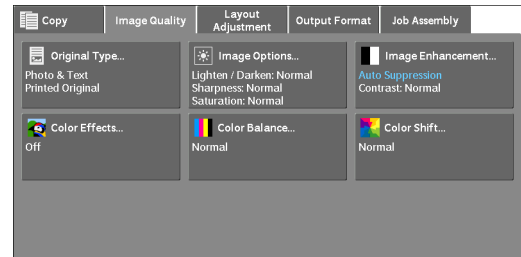 Copy
Image Quality
Layout
Adjustment
Output Format
Job Assembly
Original Type...
Photo & Text
Printed Original
Image Options...
Lighten / Darken: Normal
Sharpness: Normal
Saturation: Normal
Image Enhancement...
Auto Suppression
Contrast: Normal
Color Effects...
Off
Color Balance...
Normal
Color Shift...
Normal